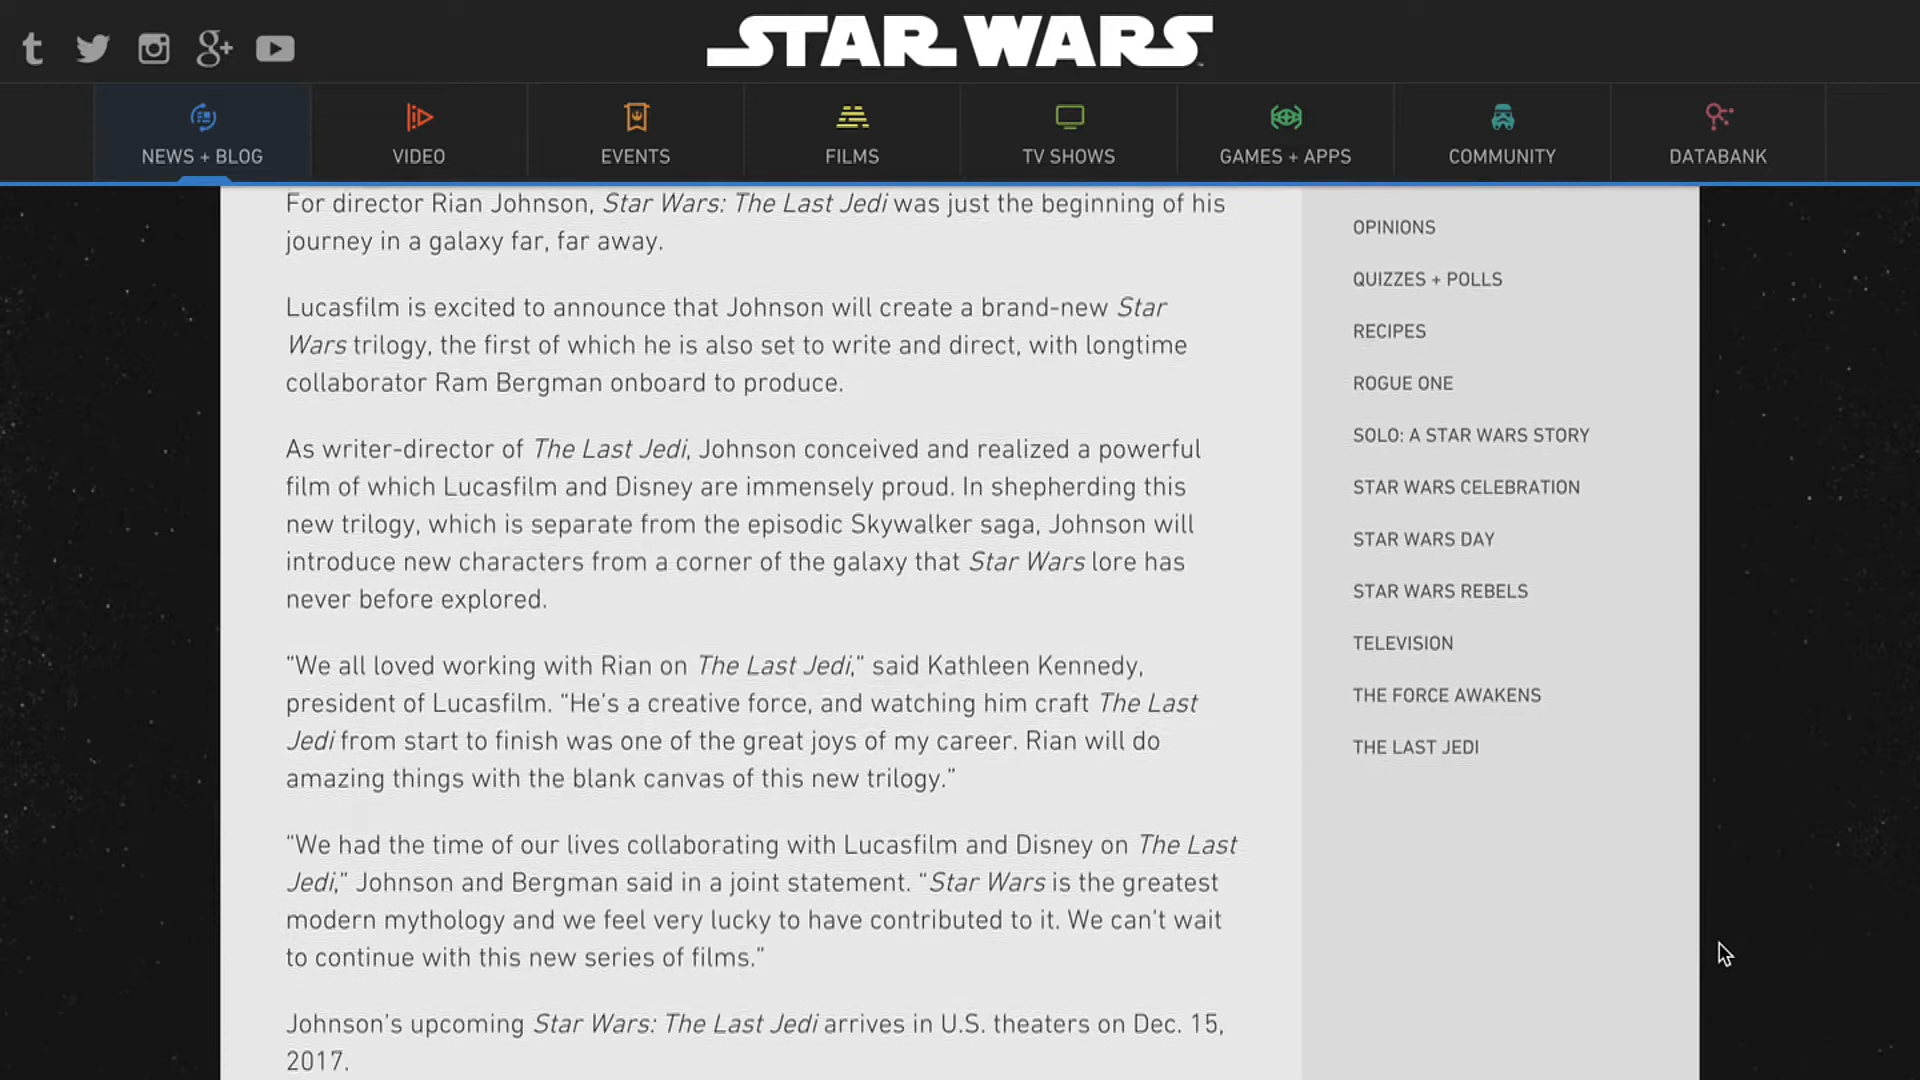 STAR WARS
NEWS + BLOG
VIDEO
EVENTS
FILMS
TV SHOWS
GAMES + APPS
COMMUNITY
DATABANK
For director Rian Johnson, Star Wars: The Last Jedi was just the beginning of his
journey in a galaxy far, far away.
Lucasfilm is excited to announce that Johnson will create a brand-new Star
Wars trilogy, the first of which he is also set to write and direct, with longtime
collaborator Ram Bergman onboard to produce.
As writer-director of The Last Jedi, Johnson conceived and realized a powerful
film of which Lucasfilm and Disney are immensely proud. In shepherding this
new trilogy, which is separate from the episodic Skywalker saga, Johnson will
introduce new characters from a corner of the galaxy that Star Wars lore has
never before explored.
“We all loved working with Rian on The Last Jedi,” said Kathleen Kennedy,
president of Lucasfilm. “He’s a creative force, and watching him craft The Last
Jedi from start to finish was one of the great joys of my career. Rian will do
amazing things with the blank canvas of this new trilogy.”
“We had the time of our lives collaborating with Lucasfilm and Disney on The Last
Jedi,” Johnson and Bergman said in a joint statement. “Star Wars is the greatest
modern mythology and we feel very lucky to have contributed to it. We can’t wait
to continue with this new series of films.”
Johnson’s upcoming Star Wars: The Last Jedi arrives in U.S. theaters on Dec. 15,
2017.
OPINIONS
QUIZZES + POLLS
RECIPES
ROGUE ONE
SOLO: A STAR WARS STORY
STAR WARS CELEBRATION
STAR WARS DAY
STAR WARS REBELS
TELEVISION
THE FORCE AWAKENS
THE LAST JEDI